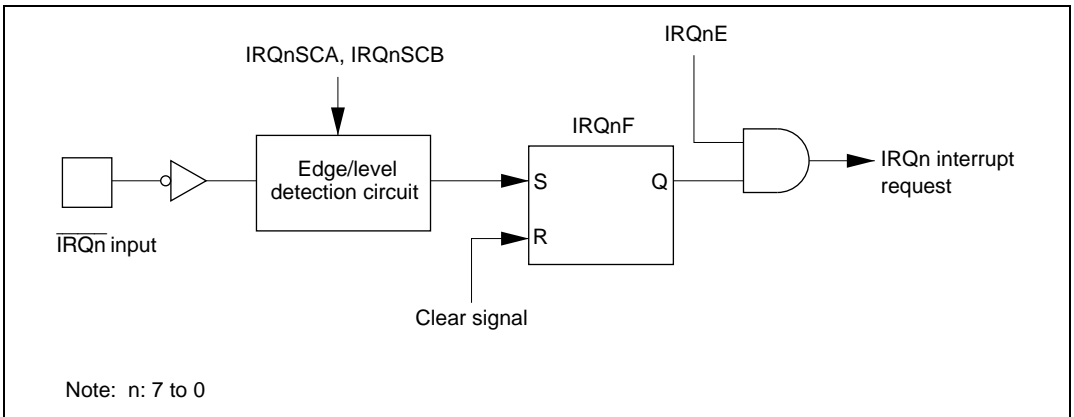 IRQnE
IRQnSCA, IRQnSCB
IRQnF
Edge/level
detection circuit
S
Q
R
IRQn interrupt
request
IRQn input
Clear signal
Note: n: 7 to 0